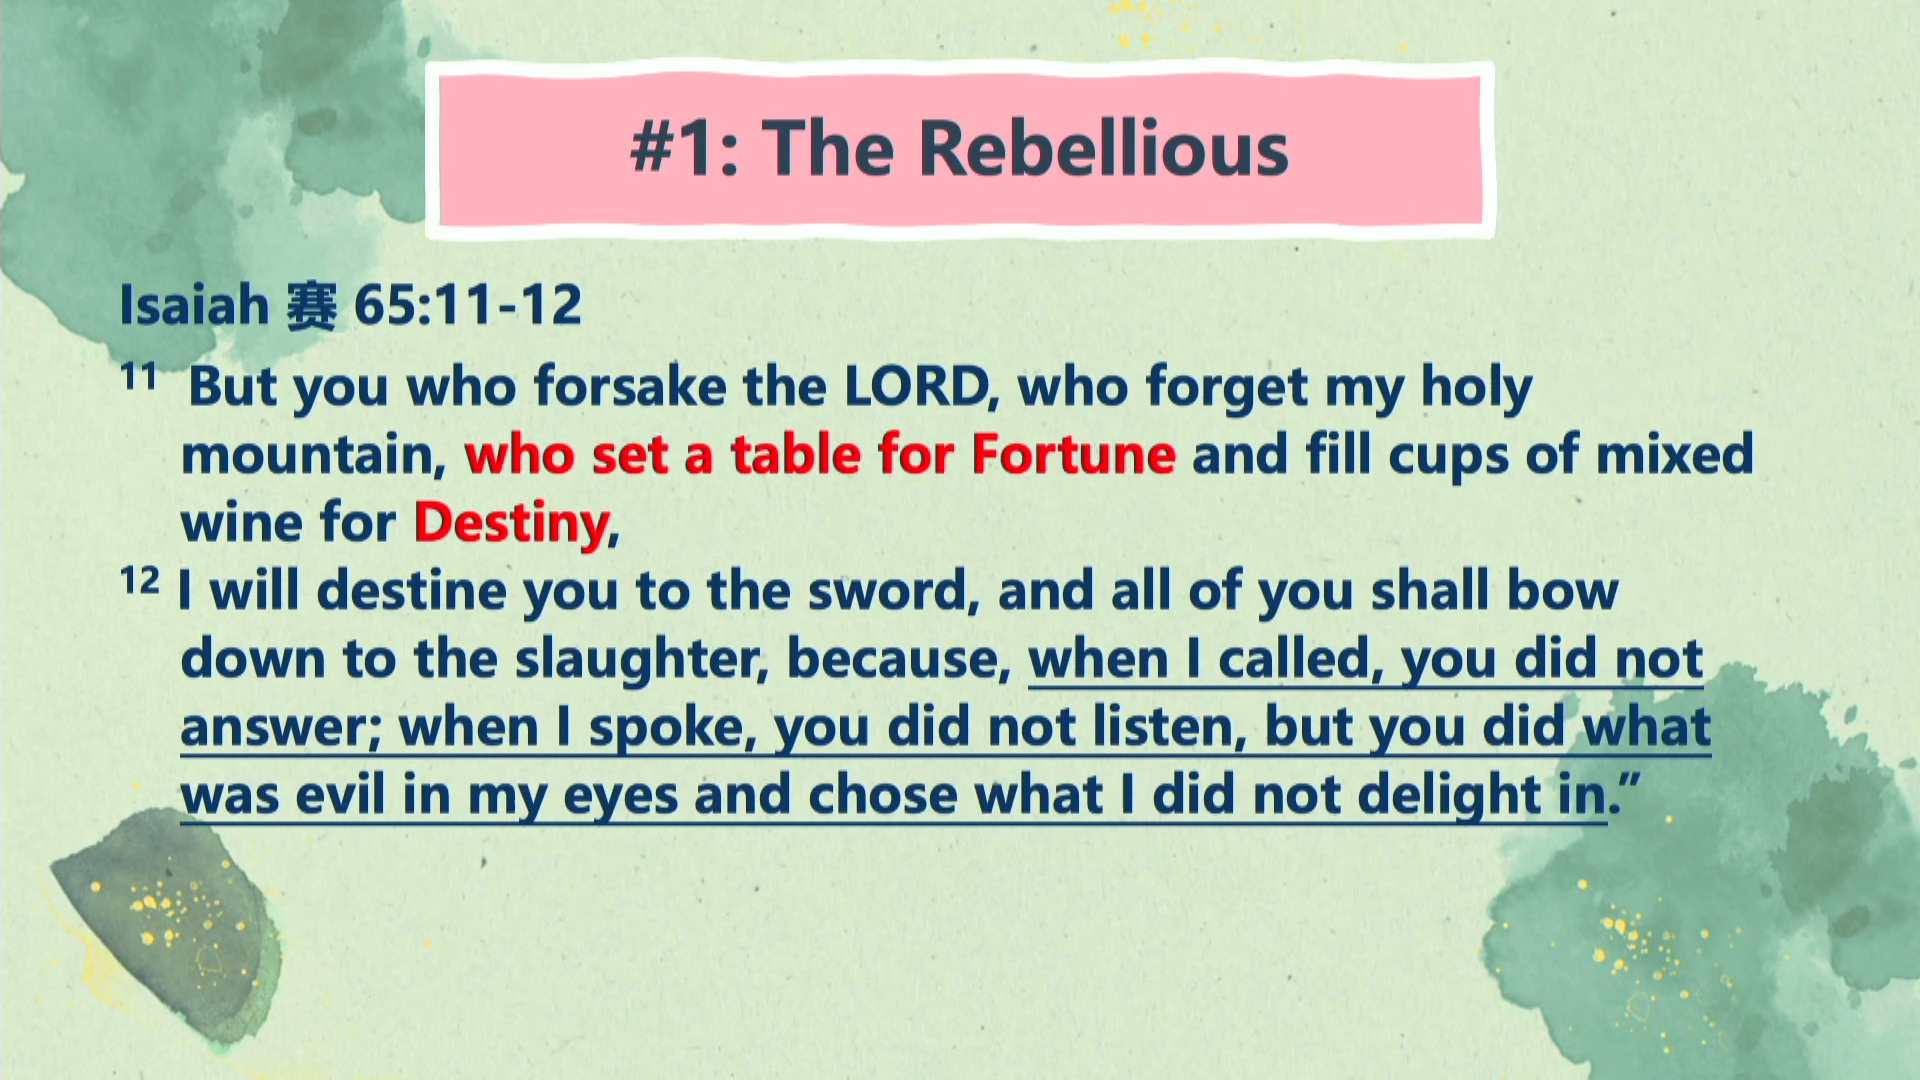 #1: The Rebellious
Isaiah 赛 65:11-12
11 But you who forsake the LORD, who forget my holy
mountain, who set a table for Fortune and fill cups of mixed
wine for Destiny,
12 I will destine you to the sword, and all of you shall bow
down to the slaughter, because, when I called, you did not
answer; when I spoke, you did not listen, but you did what
was evil in my eyes and chose what I did not delight in.”